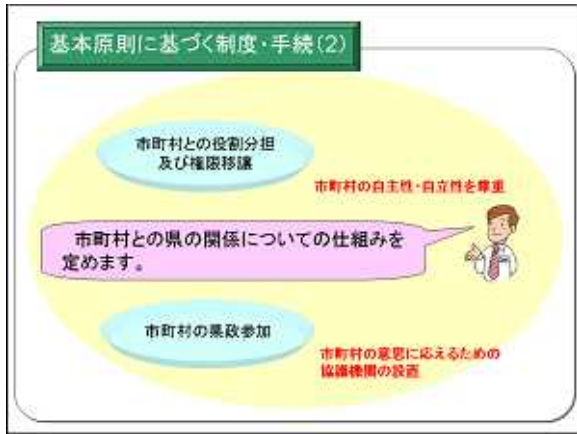 基本原則に基づく制度・手続(2)
市町村との役割分担
及び権限移譲
市町村の自主性・自立性を尊重
市町村との県の関係についての仕組みを
定めます。
市町村の県政参加
市町村の意思に応えるための
協議機関の設置